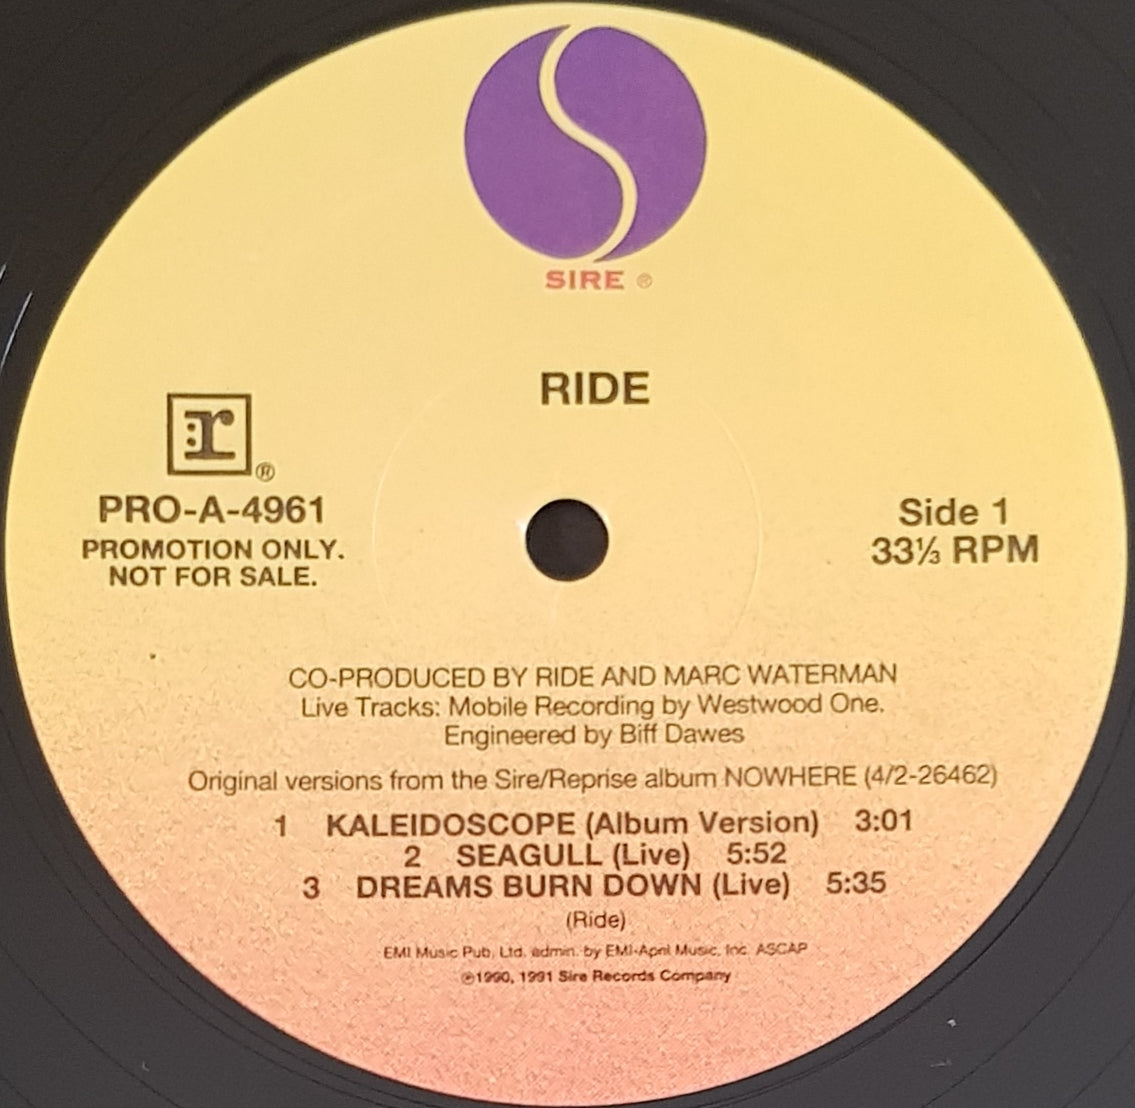 SIRE ®
RIDE
r ®
PRO-A-4961
PROMOTION ONLY.
NOT FOR SALE.
Side 1
33⅓ RPM
CO-PRODUCED BY RIDE AND MARC WATERMAN
Live Tracks: Mobile Recording by Westwood One.
Engineered by Biff Dawes
Original versions from the Sire/Reprise album NOWHERE (4/2-26462)
1 KALEIDOSCOPE (Album Version) 3:01
2 SEAGULL (Live) 5:52
3 DREAMS BURN DOWN (Live) 5:35
(Ride)
EMI Music Pub, Ltd. admin. by EMI-April Music, Inc. ASCAP
℗1990, 1991 Sire Records Company